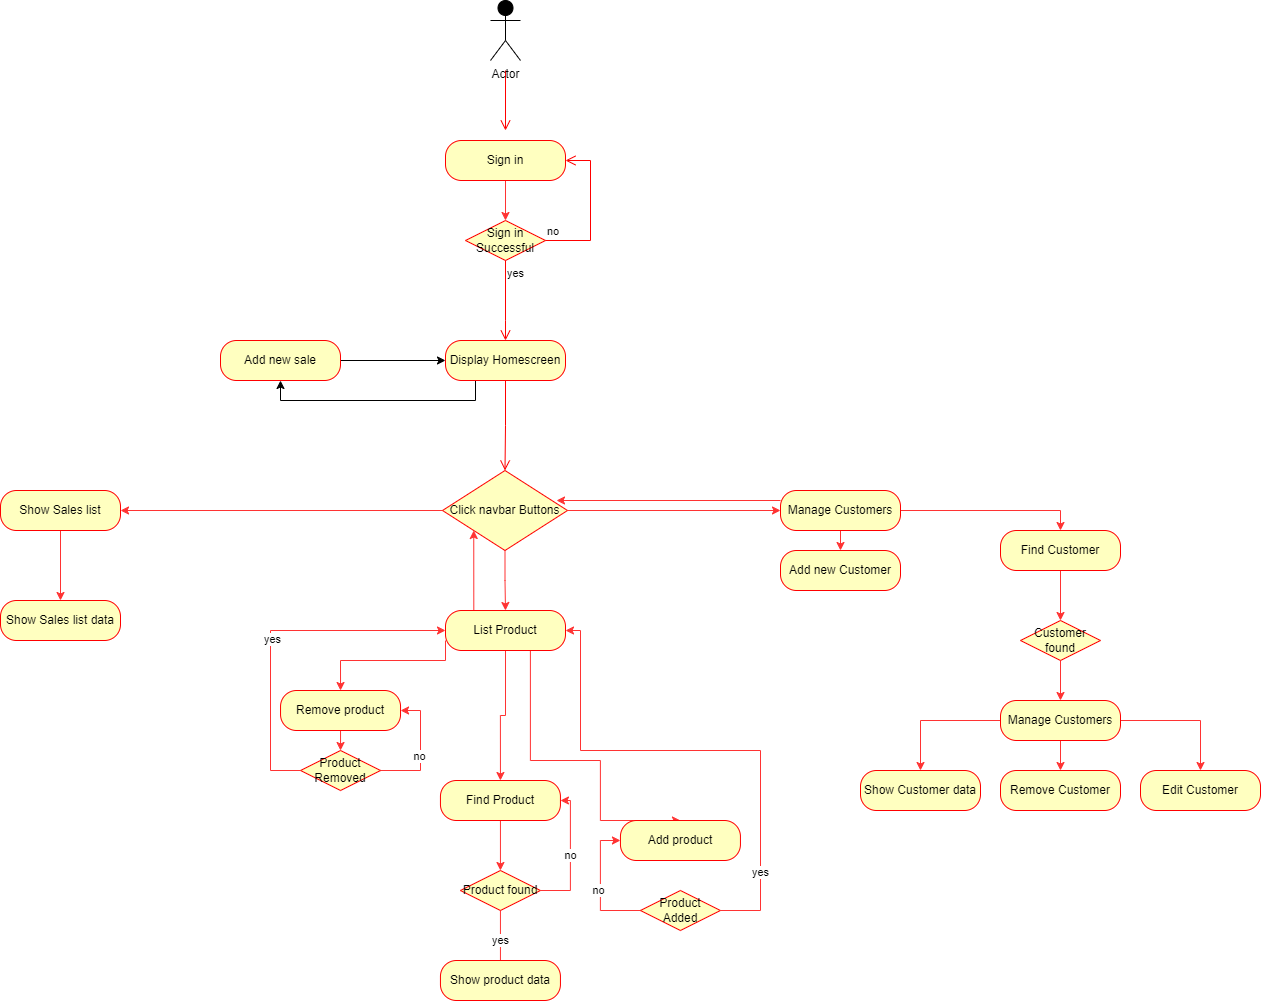 Actor
Sign in
Sign in
Successful
no
yes
Add new sale
Display Homescreen
Show Sales list
Click navbar Buttons
Manage Customers
Find Customer
Add new Customer
Show Sales list data
List Product
yes
Customer
found
Remove product
Manage Customers
no
Product
Removed
Find Product
Show Customer data
Remove Customer
Edit Customer
Add product
no
yes
Product found
no
Product
Added
yes
Show product data